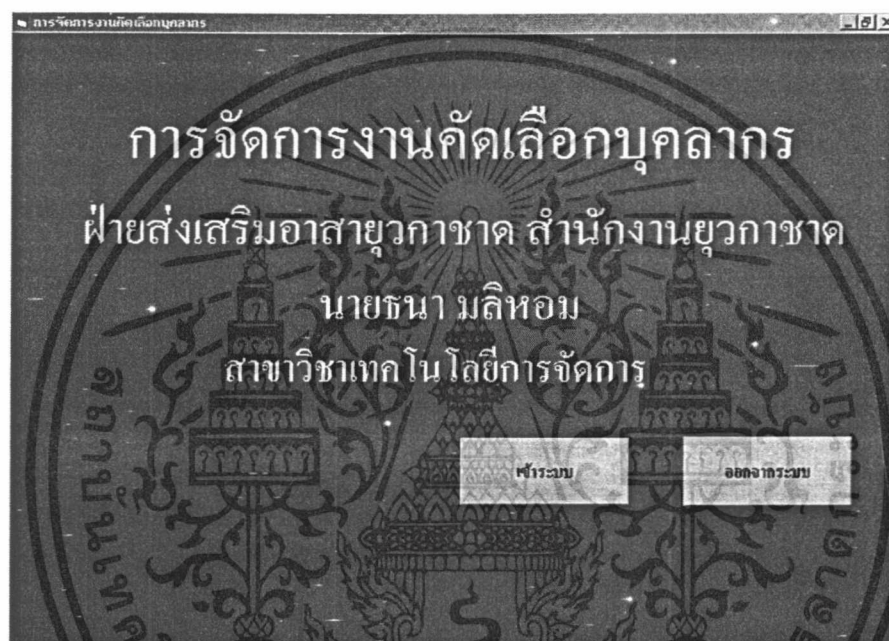 การจัดการงานคัดเลือกบุคลากร
การจัดการงานคัดเลือกบุคลากร
ฝ่ายส่งเสริมอาสายุวกาชาด สำนักงานยุวกาชาด
นายธนา มลิหอม
สาขาวิชาเทคโนโลยีการจัดการ
เข้าระบบ
ออกจากระบบ